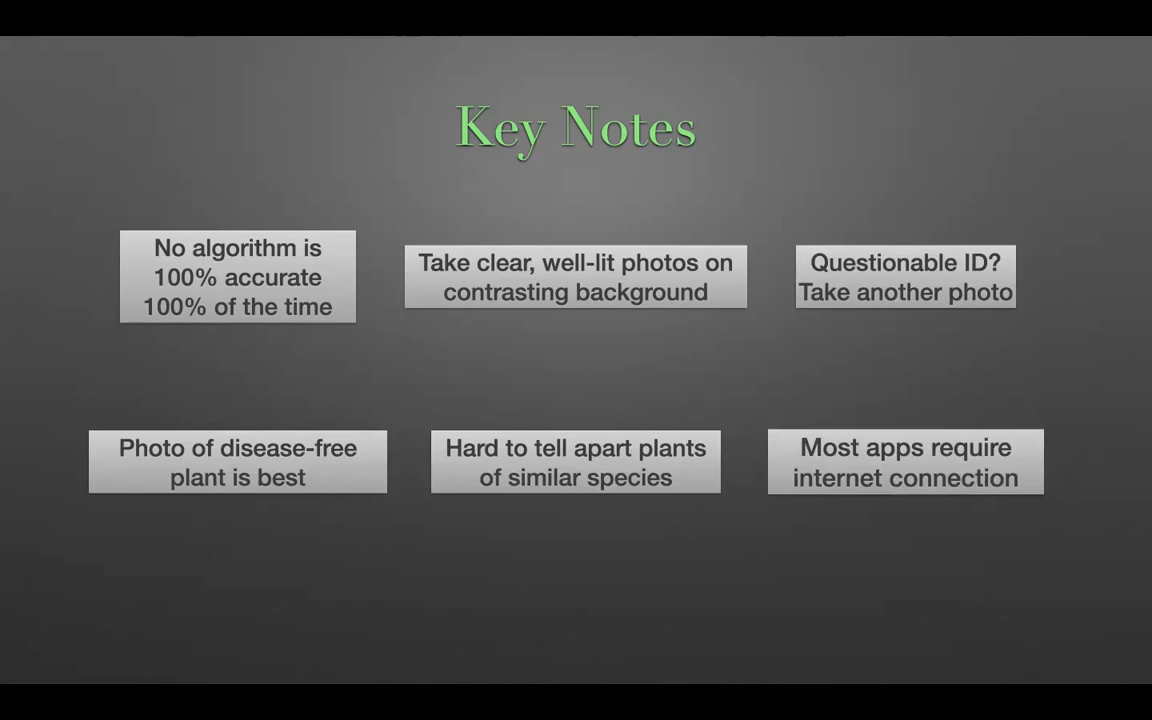 Key Notes
No algorithm is
100% accurate
100% of the time
Take clear, well-lit photos on
contrasting background
Questionable ID?
Take another photo
Photo of disease-free
plant is best
Hard to tell apart plants
of similar species
Most apps require
internet connection